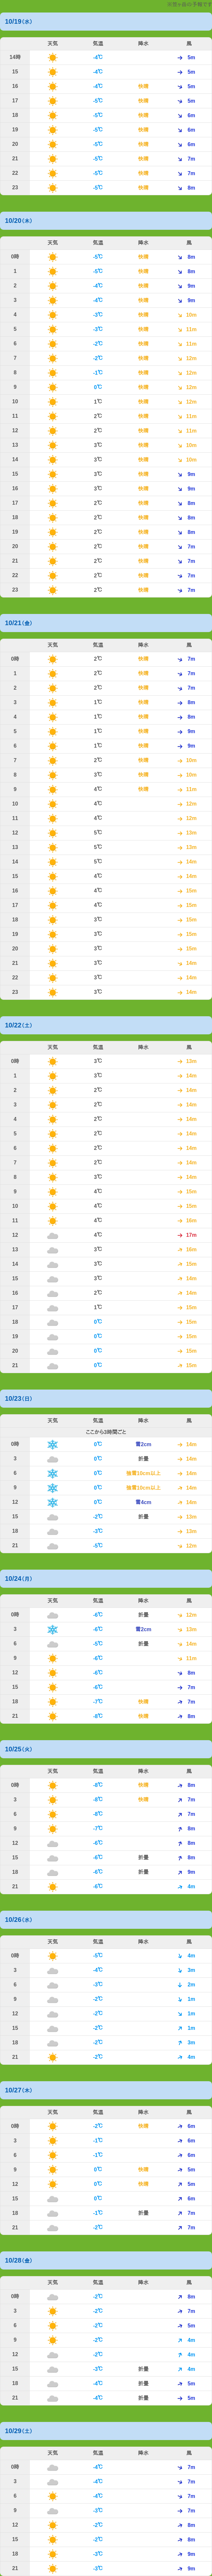 10/19(水)
天気 気温 降水 風
14時 -4℃ 5m
15 -4℃ 5m
16 -4℃ 快晴 5m
17 -5℃ 快晴 5m
18 -5℃ 快晴 6m
19 -5℃ 快晴 6m
20 -5℃ 快晴 6m
21 -5℃ 快晴 7m
22 -5℃ 快晴 7m
23 -5℃ 快晴 8m
10/20(木)
天気 気温 降水 風
0時 -5℃ 快晴 8m
1 -5℃ 快晴 8m
2 -4℃ 快晴 9m
3 -4℃ 快晴 9m
4 -3℃ 快晴 10m
5 -3℃ 快晴 11m
6 -2℃ 快晴 11m
7 -2℃ 快晴 12m
8 -1℃ 快晴 12m
9 0℃ 快晴 12m
10 1℃ 快晴 12m
11 2℃ 快晴 11m
12 2℃ 快晴 11m
13 3℃ 快晴 10m
14 3℃ 快晴 10m
15 3℃ 快晴 9m
16 3℃ 快晴 9m
17 2℃ 快晴 8m
18 2℃ 快晴 8m
19 2℃ 快晴 8m
20 2℃ 快晴 7m
21 2℃ 快晴 7m
22 2℃ 快晴 7m
23 2℃ 快晴 7m
10/21(金)
天気 気温 降水 風
0時 2℃ 快晴 7m
1 2℃ 快晴 7m
2 2℃ 快晴 7m
3 1℃ 快晴 8m
4 1℃ 快晴 8m
5 1℃ 快晴 9m
6 1℃ 快晴 9m
7 2℃ 快晴 10m
8 3℃ 快晴 10m
9 4℃ 快晴 11m
10 4℃ 12m
11 4℃ 12m
12 5℃ 13m
13 5℃ 13m
14 5℃ 14m
15 4℃ 14m
16 4℃ 15m
17 4℃ 15m
18 3℃ 15m
19 3℃ 15m
20 3℃ 15m
21 3℃ 14m
22 3℃ 14m
23 3℃ 14m
10/22(土)
天気 気温 降水 風
0時 3℃ 13m
1 3℃ 14m
2 2℃ 14m
3 2℃ 14m
4 2℃ 14m
5 2℃ 14m
6 2℃ 14m
7 2℃ 14m
8 3℃ 14m
9 4℃ 15m
10 4℃ 15m
11 4℃ 16m
12 4℃ 17m
13 3℃ 16m
14 3℃ 15m
15 3℃ 14m
16 2℃ 14m
17 1℃ 15m
18 0℃ 15m
19 0℃ 15m
20 0℃ 15m
21 0℃ 15m
10/23(日)
天気 気温 降水 風
ここから3時間ごと
0時 0℃ 雪2cm 14m
3 0℃ 14m
6 0℃ 強雪10cm以上 14m
9 0℃ 強雪10cm以上 14m
12 0℃ 雪4cm 14m
15 -2℃ 13m
18 -3℃ 13m
21 -5℃ 12m
10/24(月)
天気 気温 降水 風
0時 -6℃ 12m
3 -6℃ 雪2cm 13m
6 -5℃ 14m
9 -6℃ 11m
12 -6℃ 8m
15 -6℃ 7m
18 -7℃ 快晴 7m
21 -8℃ 快晴 8m
10/25(火)
天気 気温 降水 風
0時 -8℃ 快晴 8m
3 -8℃ 快晴 7m
6 -8℃ 7m
9 -7℃ 8m
12 -6℃ 8m
15 -6℃ 8m
18 -6℃ 9m
21 -6℃ 4m
10/26(水)
天気 気温 降水 風
0時 -5℃ 4m
3 -4℃ 3m
6 -3℃ 2m
9 -2℃ 1m
12 -2℃ 1m
15 -2℃ 1m
18 -2℃ 3m
21 -2℃ 4m
10/27(木)
天気 気温 降水 風
0時 -2℃ 快晴 6m
3 -1℃ 6m
6 -1℃ 6m
9 0℃ 快晴 5m
12 0℃ 快晴 5m
15 0℃ 6m
18 -1℃ 7m
21 -2℃ 7m
10/28(金)
天気 気温 降水 風
0時 -2℃ 8m
3 -2℃ 7m
6 -2℃ 5m
9 -2℃ 4m
12 -2℃ 4m
15 -3℃ 4m
18 -4℃ 5m
21 -4℃ 5m
10/29(土)
天気 気温 降水 風
0時 -4℃ 7m
3 -4℃ 7m
6 -4℃ 7m
9 -3℃ 7m
12 -2℃ 8m
15 -2℃ 8m
18 -3℃ 9m
21 -3℃ 9m